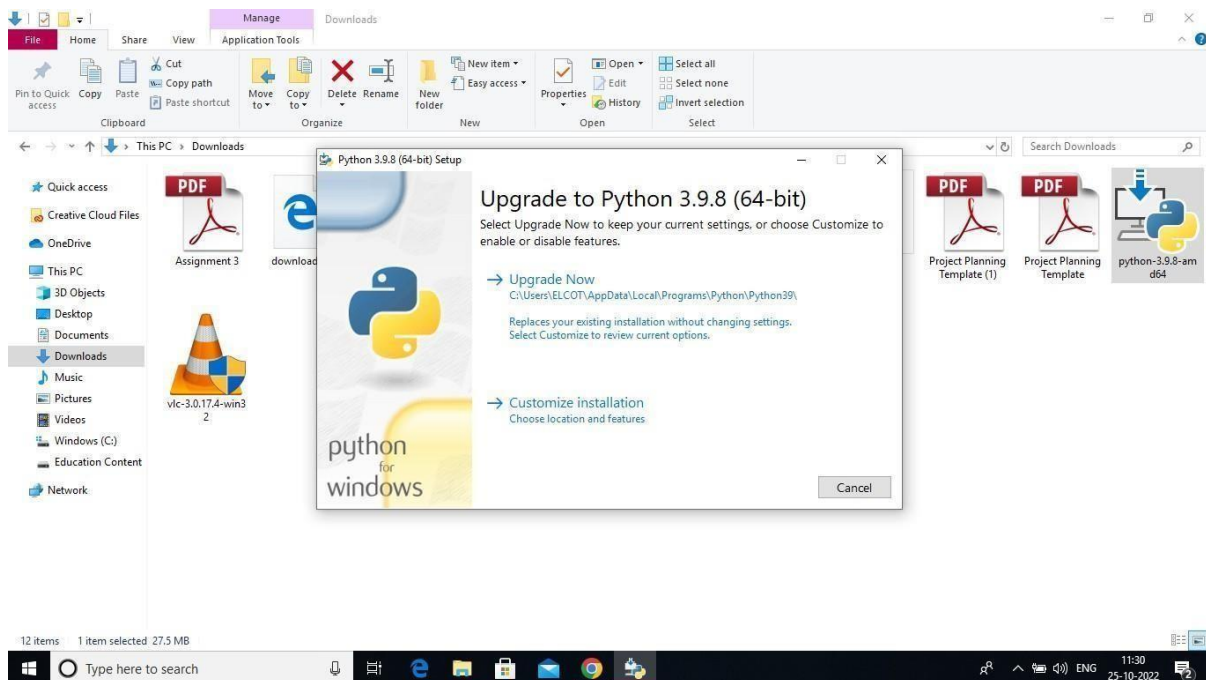 Manage
Downloads
File
Home
Share
View
Application Tools
Pin to Quick
access
Copy
Paste
Cut
Copy path
Paste shortcut
Clipboard
Move
to
Copy
to
Delete
Rename
Organize
New
folder
New item
Easy access
New
Properties
Open
Edit
History
Open
Select all
Select none
Invert selection
Select
This PC › Downloads
Search Downloads
Quick access
Creative Cloud Files
OneDrive
This PC
3D Objects
Desktop
Documents
Downloads
Music
Pictures
Videos
Windows (C:)
Education Content
Network
PDF
Assignment 3
download
vlc-3.0.17.4-win3
2
Python 3.9.8 (64-bit) Setup
Upgrade to Python 3.9.8 (64-bit)
Select Upgrade Now to keep your current settings, or choose Customize to
enable or disable features.
Upgrade Now
C:\Users\ELCOT\AppData\Local\Programs\Python\Python39\
Replaces your existing installation without changing settings.
Select Customize to review current options.
Customize installation
Choose location and features
python
for
windows
Cancel
PDF
Project Planning
Template (1)
PDF
Project Planning
Template
python-3.9.8-am
d64
12 items
1 item selected 27.5 MB
Type here to search
ENG
11:30
25-10-2022
2